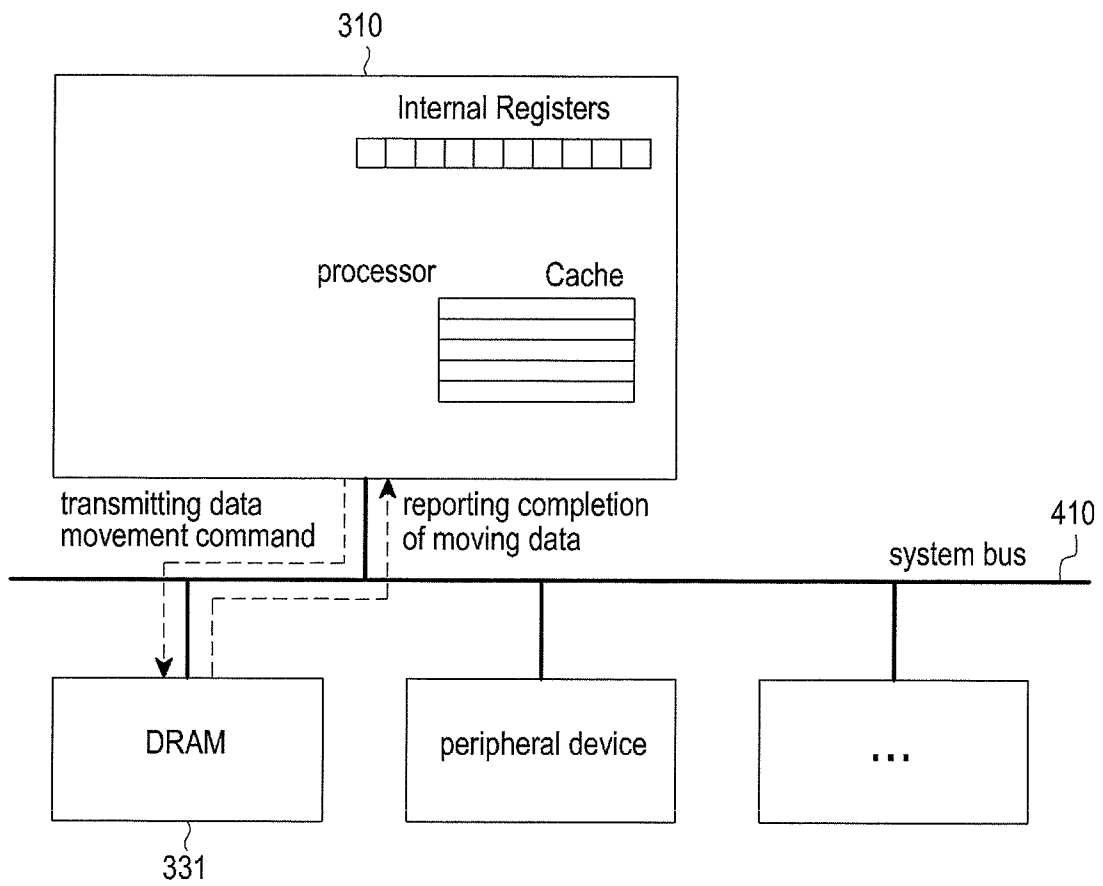 310
Internal Registers
processor
Cache
transmitting data
movement command
reporting completion
of moving data
410
system bus
DRAM
peripheral device
...
331